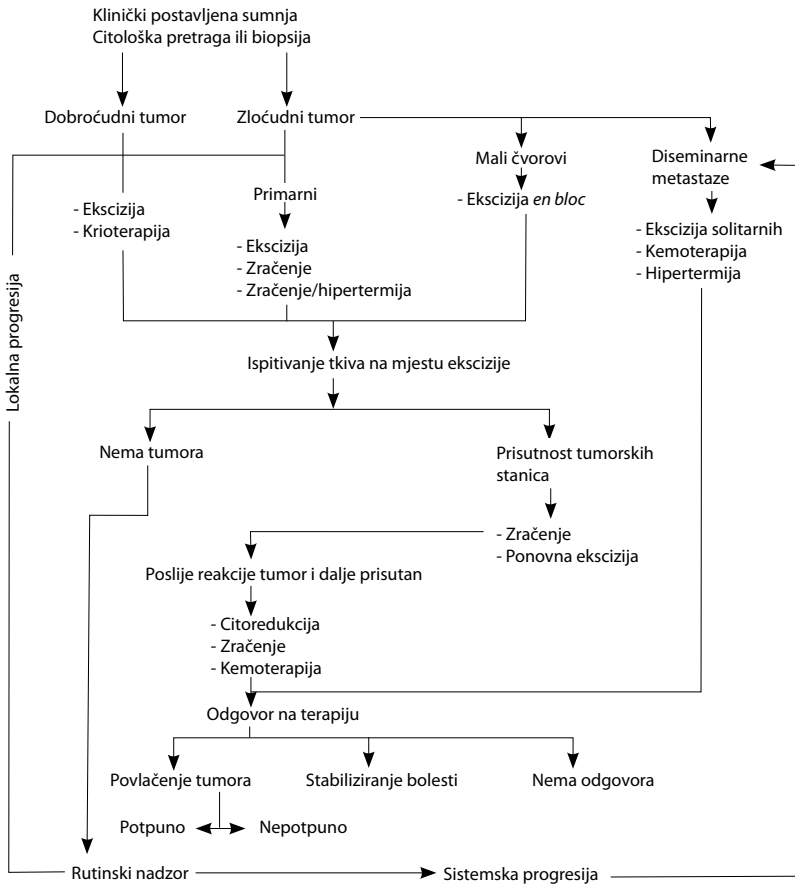 Klinički postavljena sumnja
Citološka pretraga ili biopsija
Dobroćudni tumor
Zloćudni tumor
Mali čvorovi
Diseminarne
metastaze
- Ekscizija
- Krioterapija
Primarni
- Ekscizija
- Zračenje
- Zračenje/hipertermija
- Ekscizija en bloc
- Ekscizija solitarnih
- Kemoterapija
- Hipertermija
Lokalna progresija
Ispitivanje tkiva na mjestu ekscizije
Nema tumora
Prisutnost tumorskih
stanica
- Zračenje
- Ponovna ekscizija
Poslije reakcije tumor i dalje prisutan
- Citoredukcija
- Zračenje
- Kemoterapija
Odgovor na terapiju
Povlačenje tumora
Stabiliziranje bolesti
Nema odgovora
Potpuno
Nepotpuno
Rutinski nadzor
Sistemska progresija